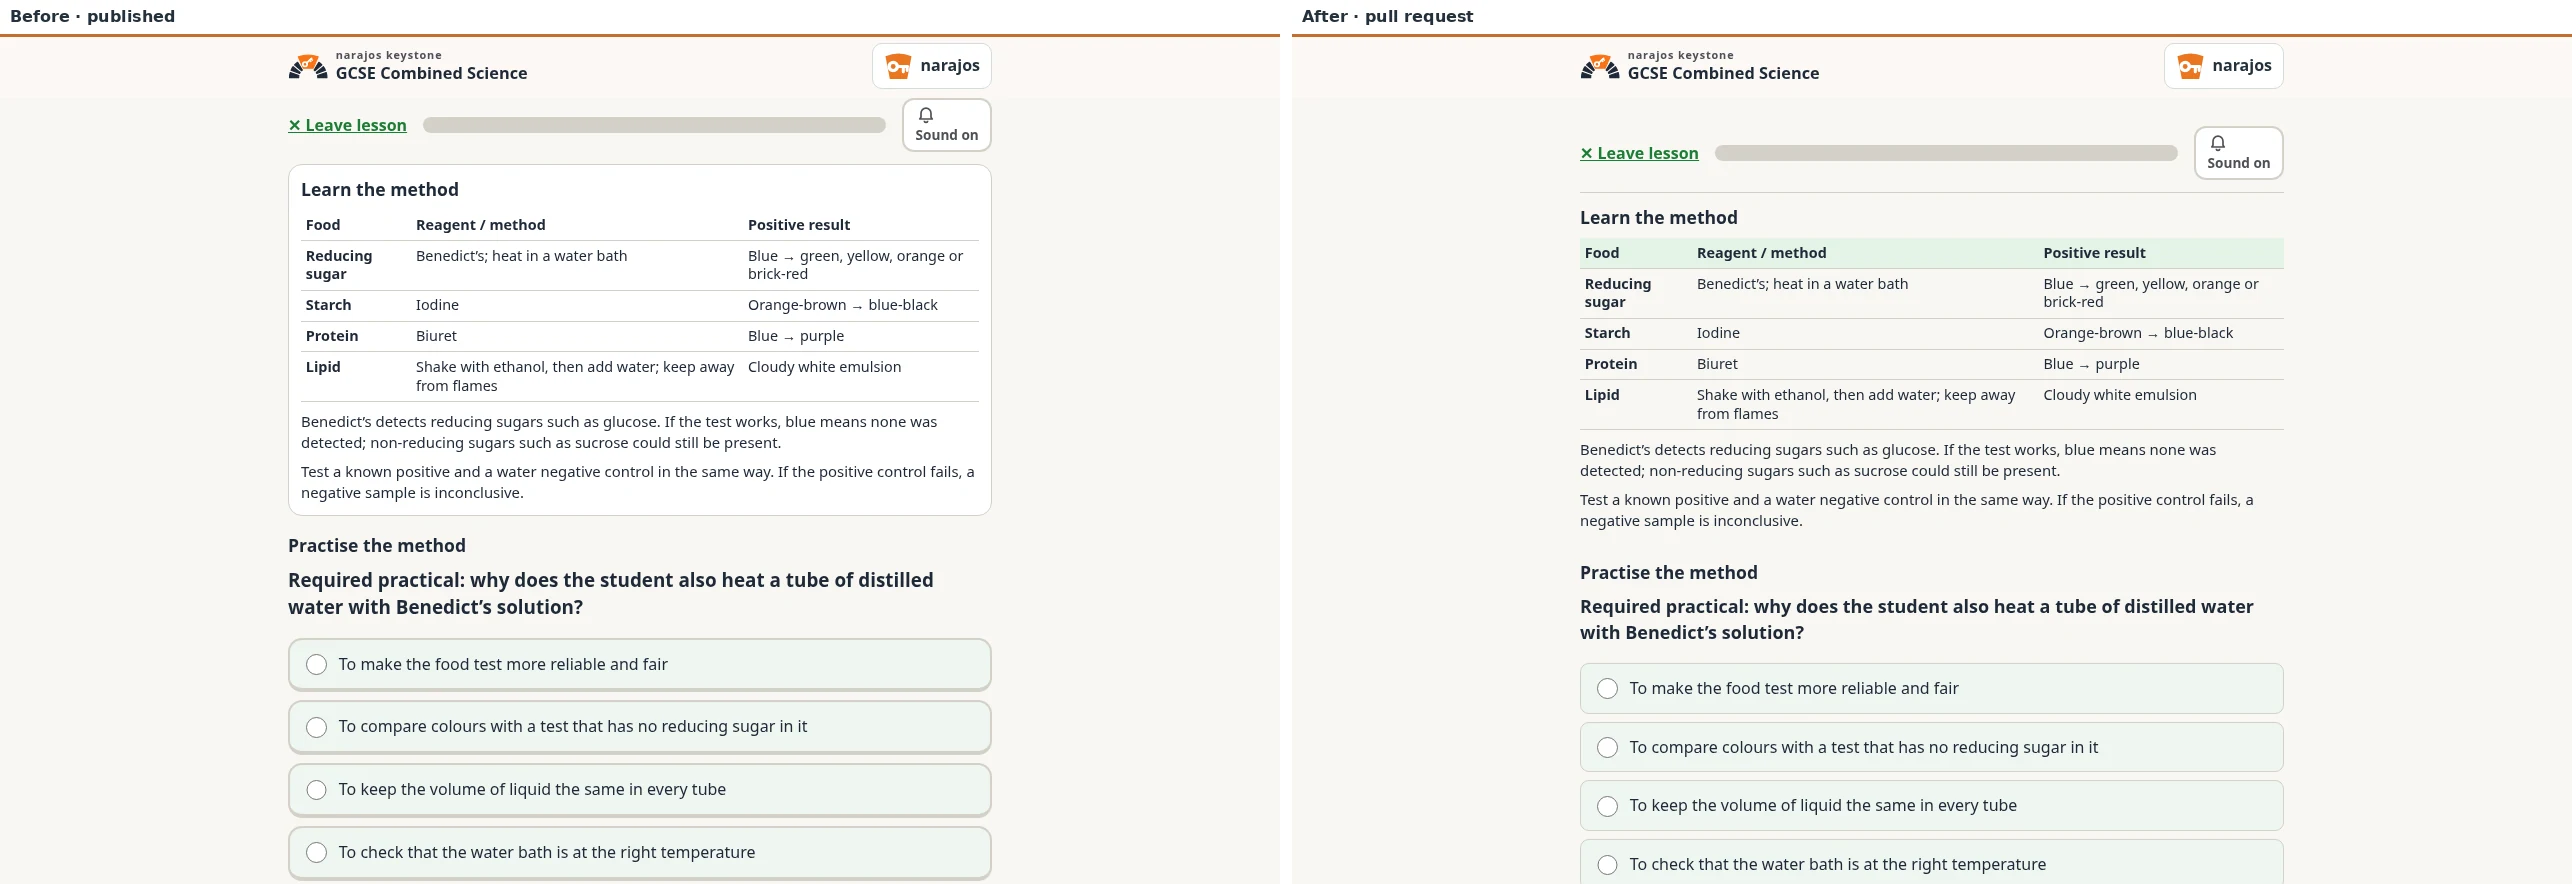 Before · published
narajos keystone
GCSE Combined Science
narajos
✕ Leave lesson
Sound on
Learn the method
Food Reagent / method Positive result
Reducing sugar Benedict’s; heat in a water bath Blue → green, yellow, orange or brick-red
Starch Iodine Orange-brown → blue-black
Protein Biuret Blue → purple
Lipid Shake with ethanol, then add water; keep away from flames Cloudy white emulsion
Benedict’s detects reducing sugars such as glucose. If the test works, blue means none was
detected; non-reducing sugars such as sucrose could still be present.
Test a known positive and a water negative control in the same way. If the positive control fails, a
negative sample is inconclusive.
Practise the method
Required practical: why does the student also heat a tube of distilled
water with Benedict’s solution?
To make the food test more reliable and fair
To compare colours with a test that has no reducing sugar in it
To keep the volume of liquid the same in every tube
To check that the water bath is at the right temperature
After · pull request
narajos keystone
GCSE Combined Science
narajos
✕ Leave lesson
Sound on
Learn the method
Food Reagent / method Positive result
Reducing sugar Benedict’s; heat in a water bath Blue → green, yellow, orange or brick-red
Starch Iodine Orange-brown → blue-black
Protein Biuret Blue → purple
Lipid Shake with ethanol, then add water; keep away from flames Cloudy white emulsion
Benedict’s detects reducing sugars such as glucose. If the test works, blue means none was
detected; non-reducing sugars such as sucrose could still be present.
Test a known positive and a water negative control in the same way. If the positive control fails, a
negative sample is inconclusive.
Practise the method
Required practical: why does the student also heat a tube of distilled water
with Benedict’s solution?
To make the food test more reliable and fair
To compare colours with a test that has no reducing sugar in it
To keep the volume of liquid the same in every tube
To check that the water bath is at the right temperature